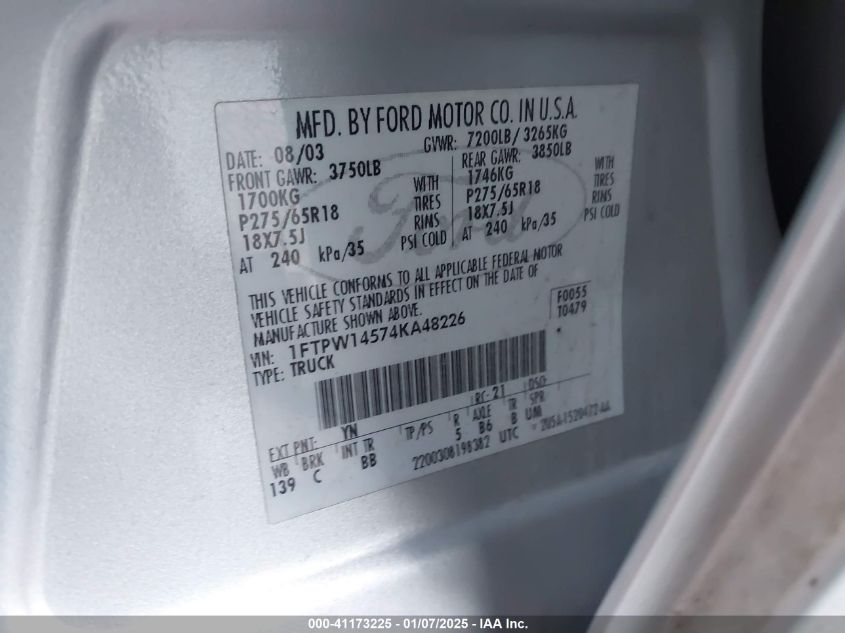 MFD. BY FORD MOTOR CO. IN U.S.A.
DATE: 08/03 GVWR: 7200LB/ 3265KG
FRONT GAWR: 3750LB REAR GAWR: 3850LB
1700KG WITH 1746KG WITH
P275/65R18 TIRES P275/65R18 TIRES
18X7.5J RIMS 18X7.5J RIMS
AT 240 kPa/35 PSI COLD AT 240 kPa/35 PSI COLD
Ford
THIS VEHICLE CONFORMS TO ALL APPLICABLE FEDERAL MOTOR
VEHICLE SAFETY STANDARDS IN EFFECT ON THE DATE OF
MANUFACTURE SHOWN ABOVE.
F0055
T0479
VIN: 1FTPW14574KA48226
TYPE: TRUCK
EXT PNT: YN RC: 21 DSO:
WB BRK INT TR TP/PS R AXLE TR SPR
139 C BB 5 B6 B UM
2200308198382 UTC
000-41173225 - 01/07/2025 - IAA Inc.